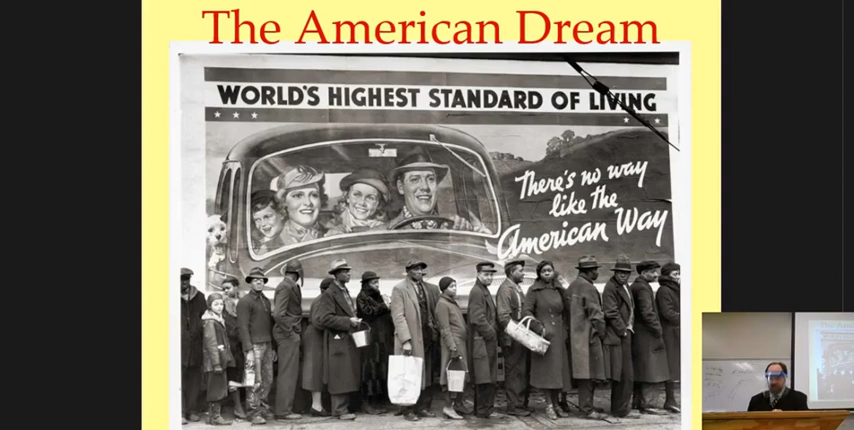 The American Dream
WORLD'S HIGHEST STANDARD OF LIVING
There's no way
like the
American Way